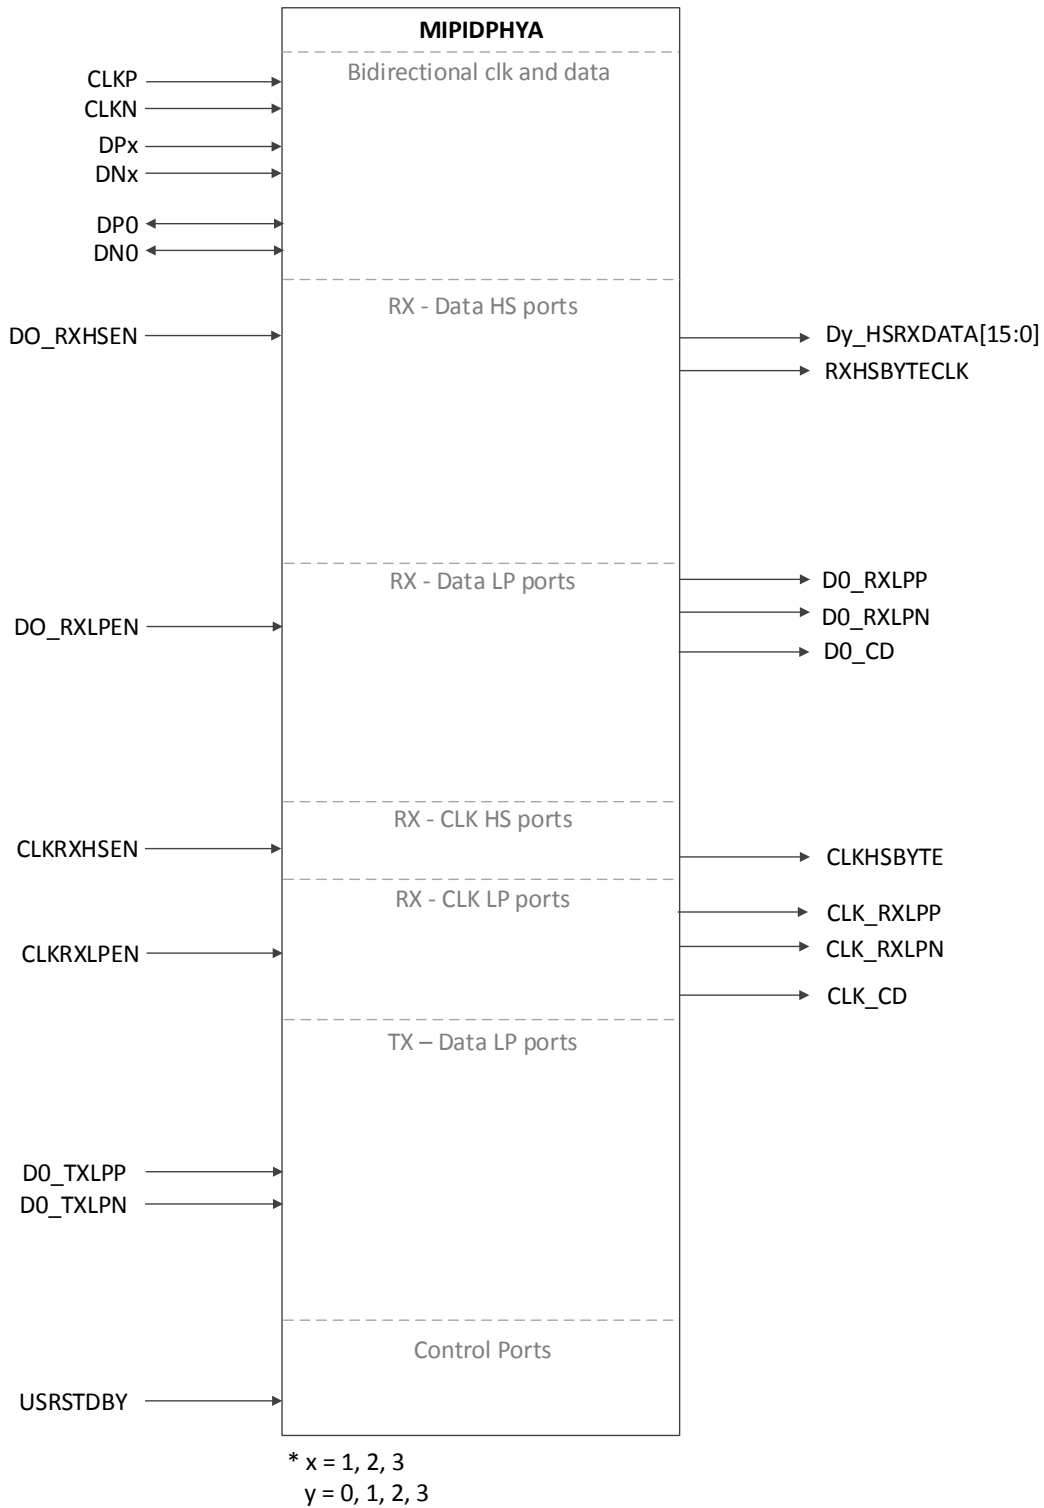 MIPIDPHYA
Bidirectional clk and data
CLKP
CLKN
DPx
DNx
DP0
DN0
RX - Data HS ports
DO_RXHSEN
Dy_HSRXDATA[15:0]
RXHSBYTECLK
RX - Data LP ports
D0_RXLPP
D0_RXLPN
DO_RXLPEN
D0_CD
RX - CLK HS ports
CLKRXHSEN
CLKHSBYTE
RX - CLK LP ports
CLK_RXLPP
CLK_RXLPN
CLKRXLPEN
CLK_CD
TX – Data LP ports
D0_TXLPP
D0_TXLPN
Control Ports
USRSTDBY
* x = 1, 2, 3
y = 0, 1, 2, 3